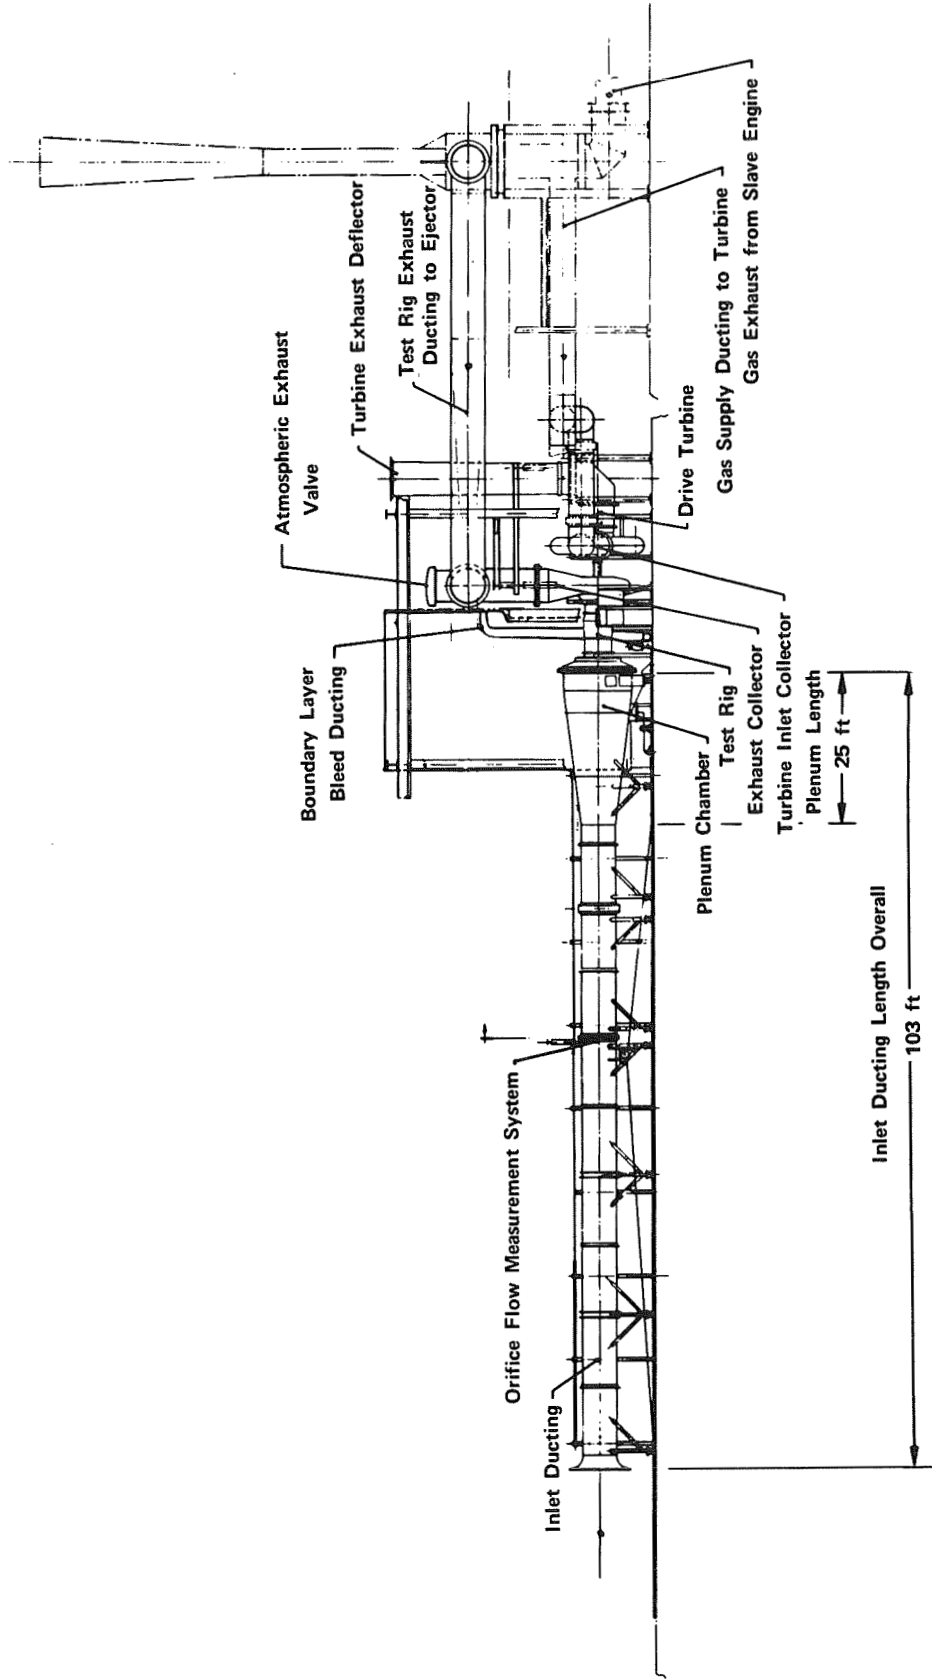 Atmospheric Exhaust
Valve
Turbine Exhaust Deflector
Test Rig Exhaust
Ducting to Ejector
Boundary Layer
Bleed Ducting
Orifice Flow Measurement System
Inlet Ducting
Plenum Chamber
Test Rig
Exhaust Collector
Turbine Inlet Collector
Drive Turbine
Gas Supply Ducting to Turbine
Gas Exhaust from Slave Engine
Plenum Length
25 ft
Inlet Ducting Length Overall
103 ft